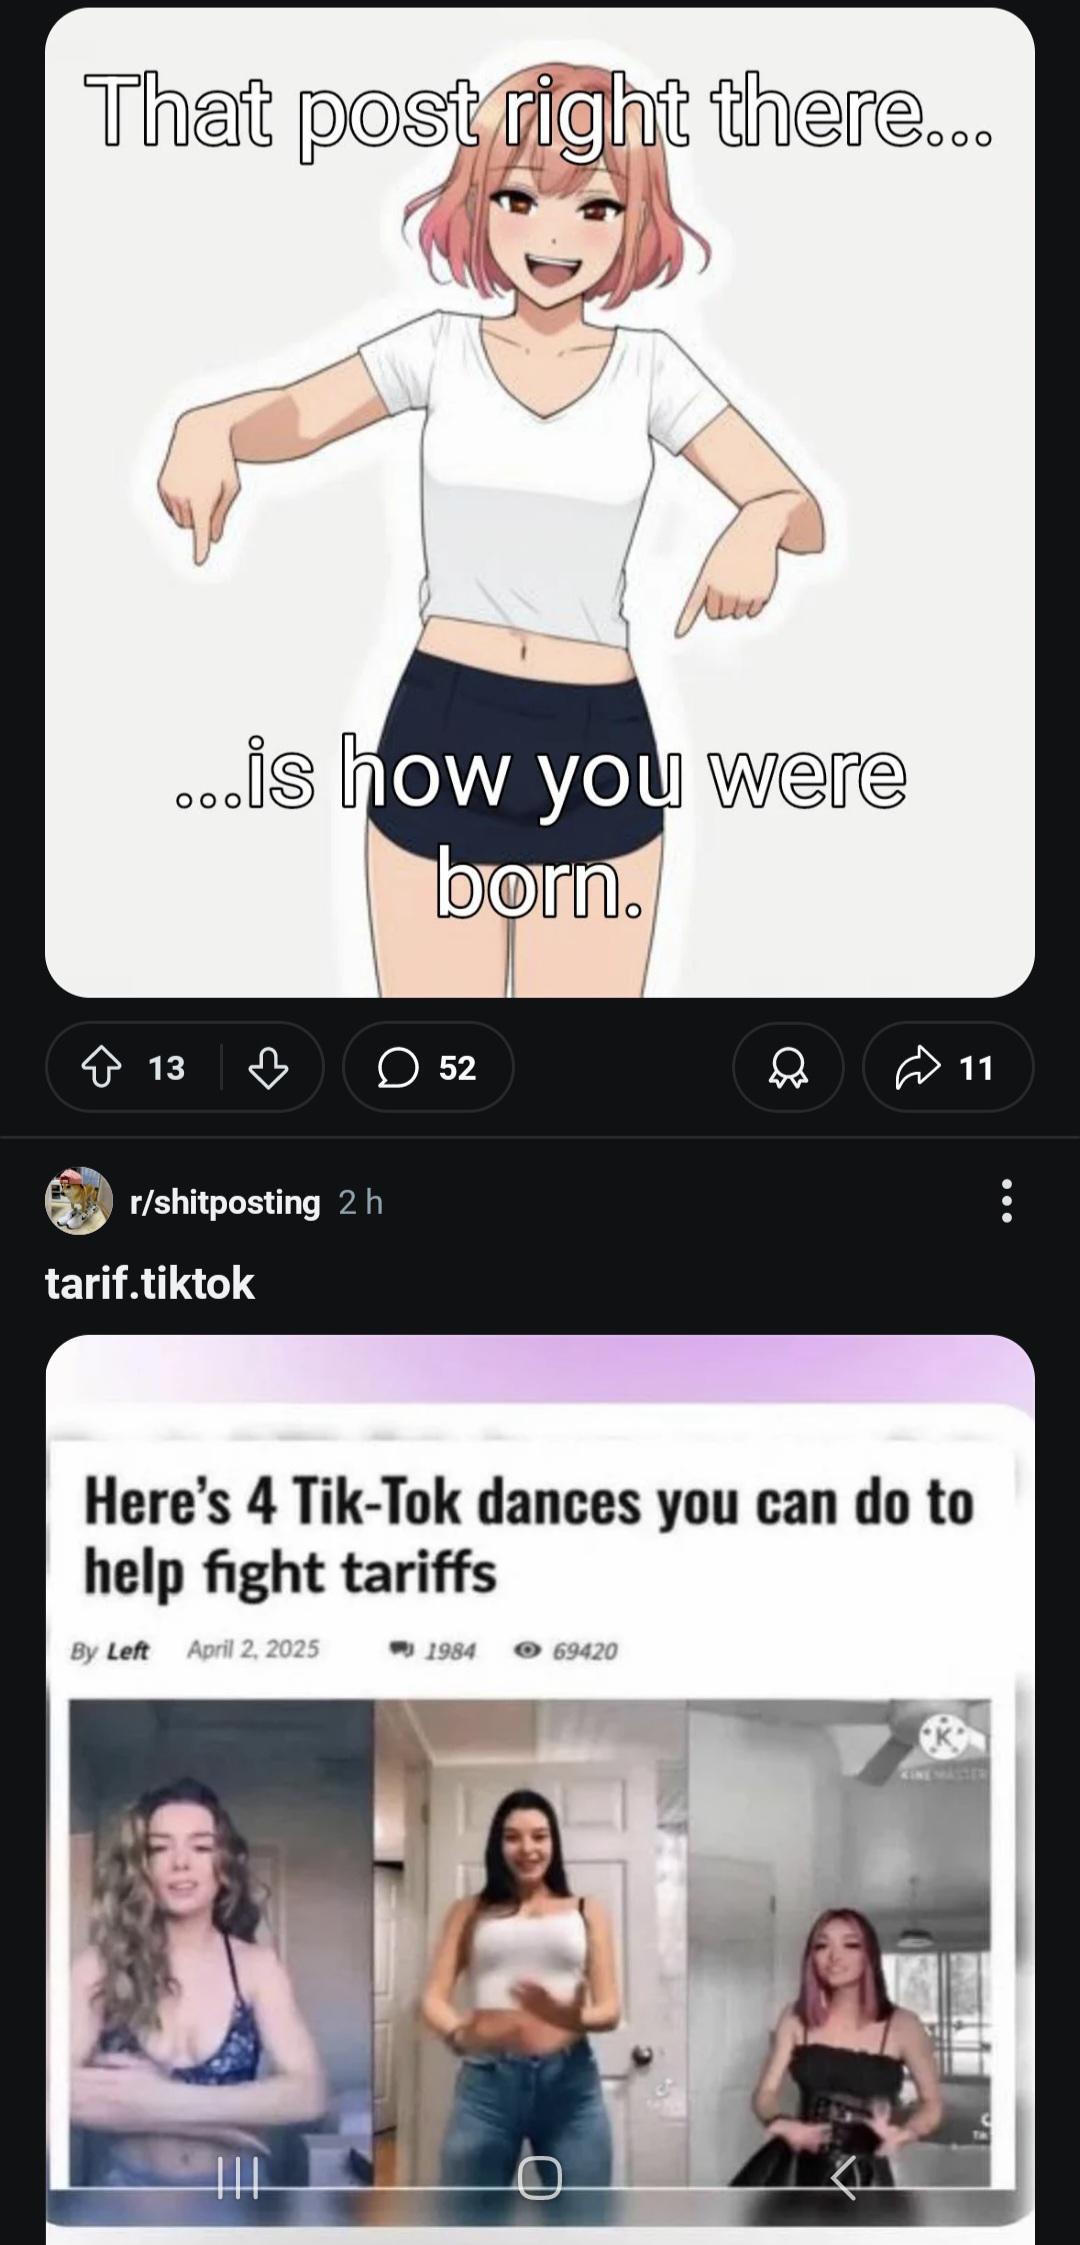 That post right there...
...is how you were
born.
13
52
11
r/shitposting 2 h
tarif.tiktok
Here's 4 Tik-Tok dances you can do to
help fight tariffs
By Left April 2, 2025 1984 69420
K
KINEMASTER